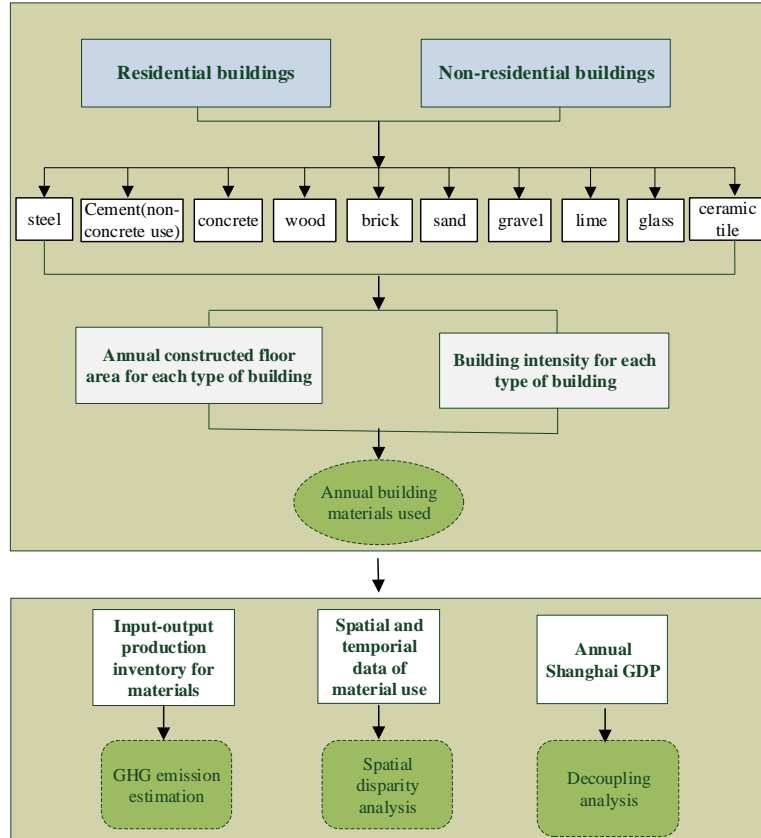 Residential buildings
Non-residential buildings
steel
Cement(non-
concrete use)
concrete
wood
brick
sand
gravel
lime
glass
ceramic
tile
Annual constructed floor
area for each type of building
Building intensity for each
type of building
Annual building
materials used
Input-output
production
inventory for
materials
Spatial and
temporial data
of material use
Annual
Shanghai GDP
GHG emission
estimation
Spatial
disparity
analysis
Decoupling
analysis